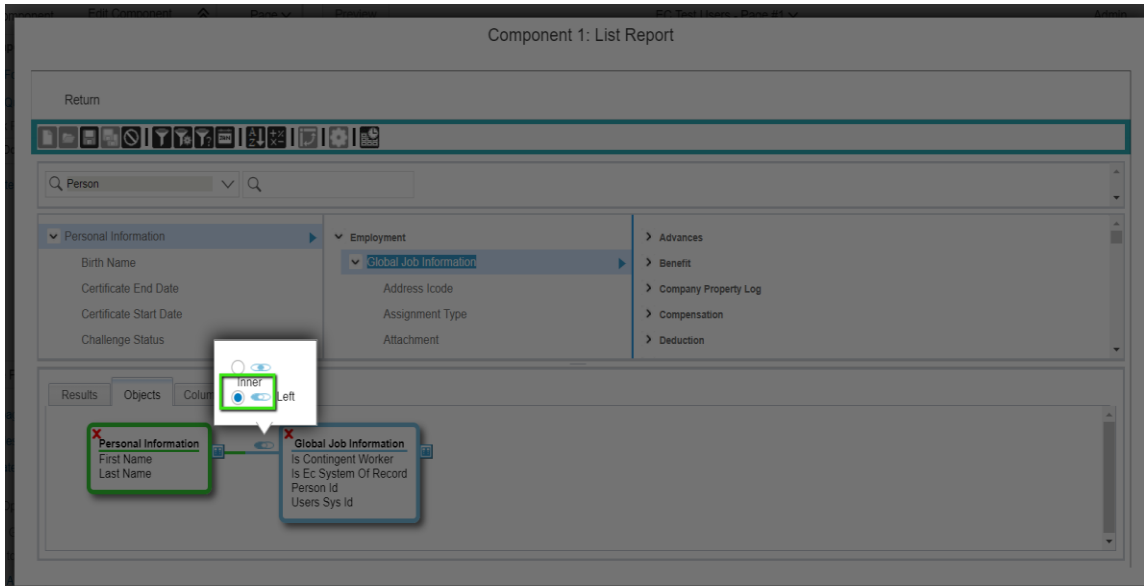 Edit Component
Page
Preview
EC Test Users - Page #1
Admin
Component 1: List Report
Return
Person
Personal Information
Birth Name
Certificate End Date
Certificate Start Date
Challenge Status
Employment
Global Job Information
Address Icode
Assignment Type
Attachment
Advances
Benefit
Company Property Log
Compensation
Deduction
Inner
Left
Results
Objects
Personal Information
First Name
Last Name
Global Job Information
Is Contingent Worker
Is Ec System Of Record
Person Id
Users Sys Id